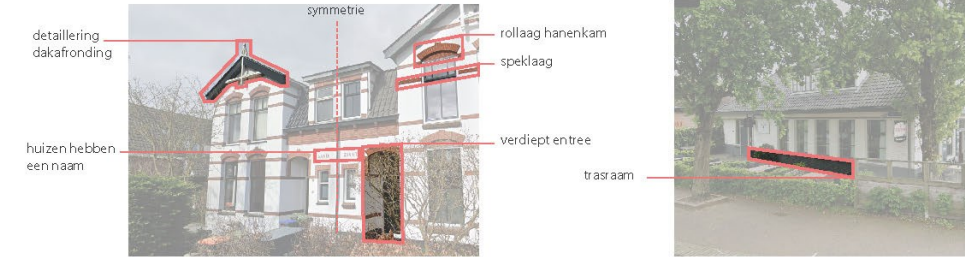 symmetrie
detaillering
dakafronding
rollaag hanenkam
speklaag
huizen hebben
een naam
verdiept entree
trasraam